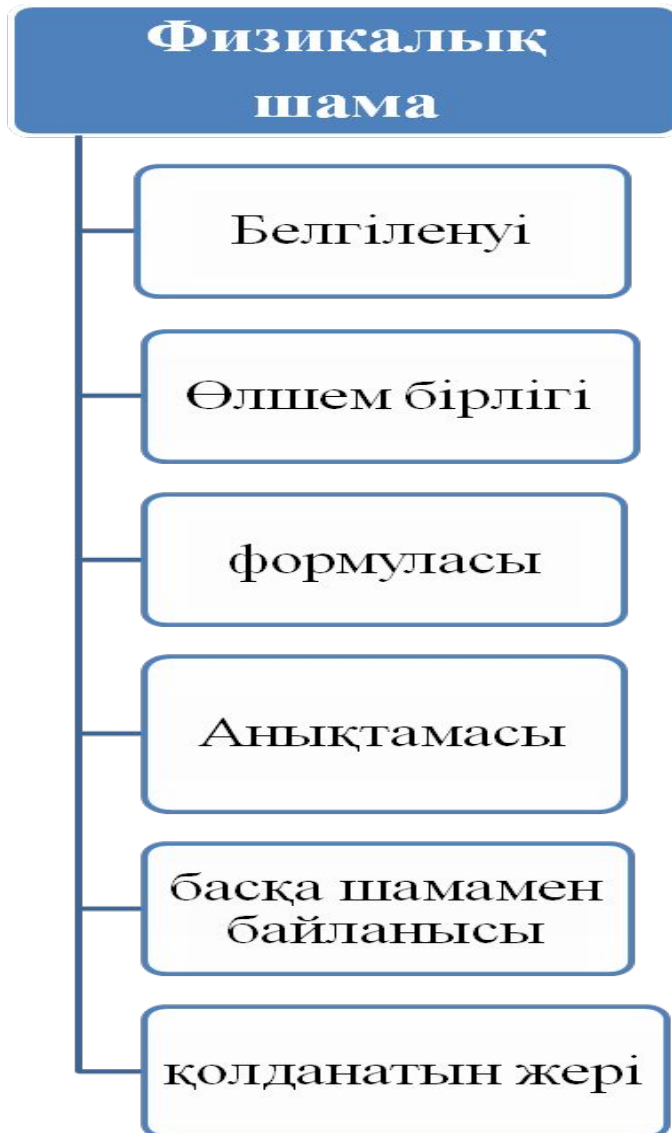 Физикалық
шама
Белгіленуі
Өлшем бірлігі
формуласы
Анықтамасы
басқа шамамен
байланысы
қолданатын жері